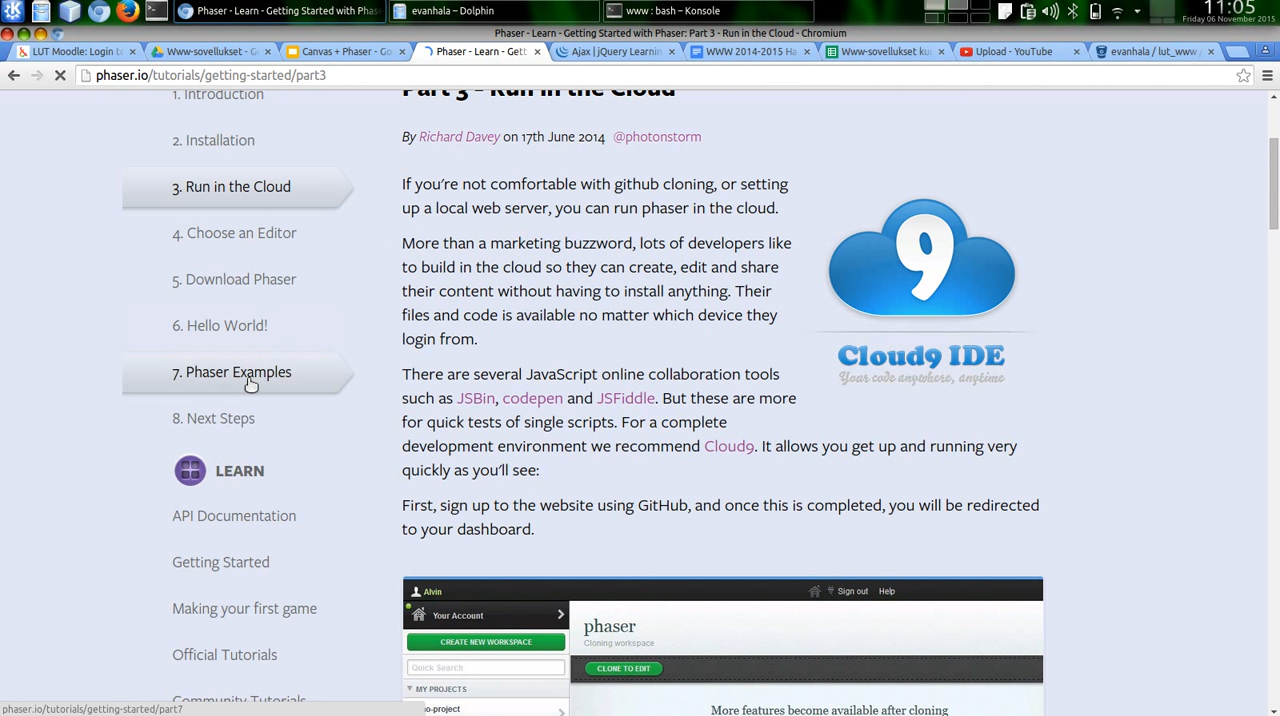 Phaser - Learn - Getting Started with Phas
evanhala – Dolphin
www : bash – Konsole
11:05
Friday 06 November 2015
Phaser - Learn - Getting Started with Phaser: Part 3 - Run in the Cloud - Chromium
LUT Moodle: Login t
Www-sovellukset - G
Canvas + Phaser - Go
Phaser - Learn - Gett
Ajax | jQuery Learnin
WWW 2014-2015 Ha
Www-sovellukset ku
Upload - YouTube
evanhala / lut_www
phaser.io/tutorials/getting-started/part3
1. Introduction
2. Installation
3. Run in the Cloud
4. Choose an Editor
5. Download Phaser
6. Hello World!
7. Phaser Examples
8. Next Steps
LEARN
API Documentation
Getting Started
Making your first game
Official Tutorials
Community Tutorials
phaser.io/tutorials/getting-started/part7
Part 3 - Run in the Cloud
By Richard Davey on 17th June 2014 @photonstorm
If you're not comfortable with github cloning, or setting
up a local web server, you can run phaser in the cloud.
More than a marketing buzzword, lots of developers like
to build in the cloud so they can create, edit and share
their content without having to install anything. Their
files and code is available no matter which device they
login from.
9
Cloud9 IDE
Your code anywhere, anytime
There are several JavaScript online collaboration tools
such as JSBin, codepen and JSFiddle. But these are more
for quick tests of single scripts. For a complete
development environment we recommend Cloud9. It allows you get up and running very
quickly as you'll see:
First, sign up to the website using GitHub, and once this is completed, you will be redirected
to your dashboard.
Alvin
Sign out
Help
Your Account
CREATE NEW WORKSPACE
Quick Search
MY PROJECTS
no-project
phaser
Cloning workspace
CLONE TO EDIT
More features become available after cloning